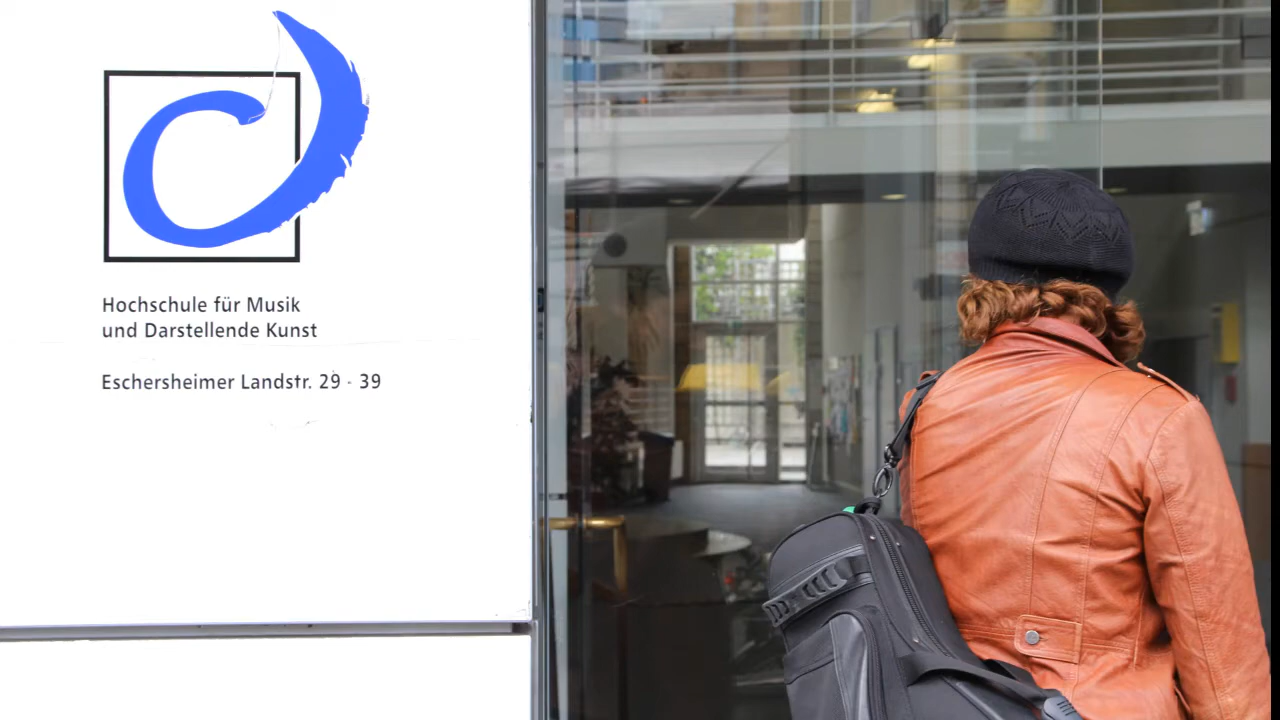 Hochschule für Musik
und Darstellende Kunst
Eschersheimer Landstr. 29 - 39